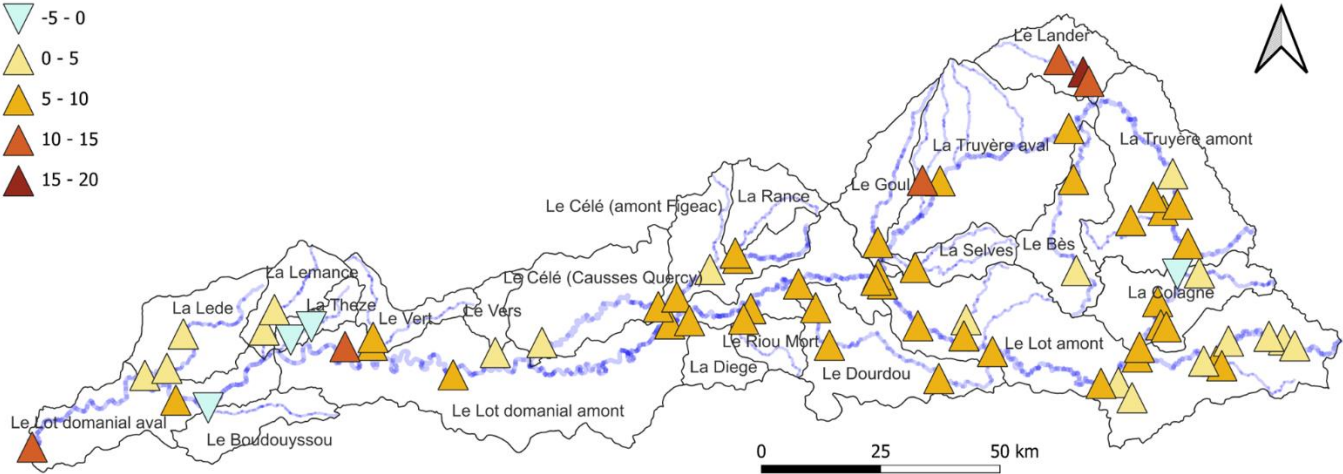 -5 - 0
0 - 5
5 - 10
10 - 15
15 - 20
Le Lander
La Truyère aval
La Truyère amont
Le Goul
La Rance
Le Célé (amont Figeac)
La Selves
Le Bès
Le Célé (Causses Quercy)
La Lemance
La Lede
La Theze
Le Vert
Le Vers
La Colagne
Le Riou Mort
Le Lot amont
La Diege
Le Dourdou
Le Lot domanial amont
Le Lot domanial aval
Le Boudouyssou
0 25 50 km